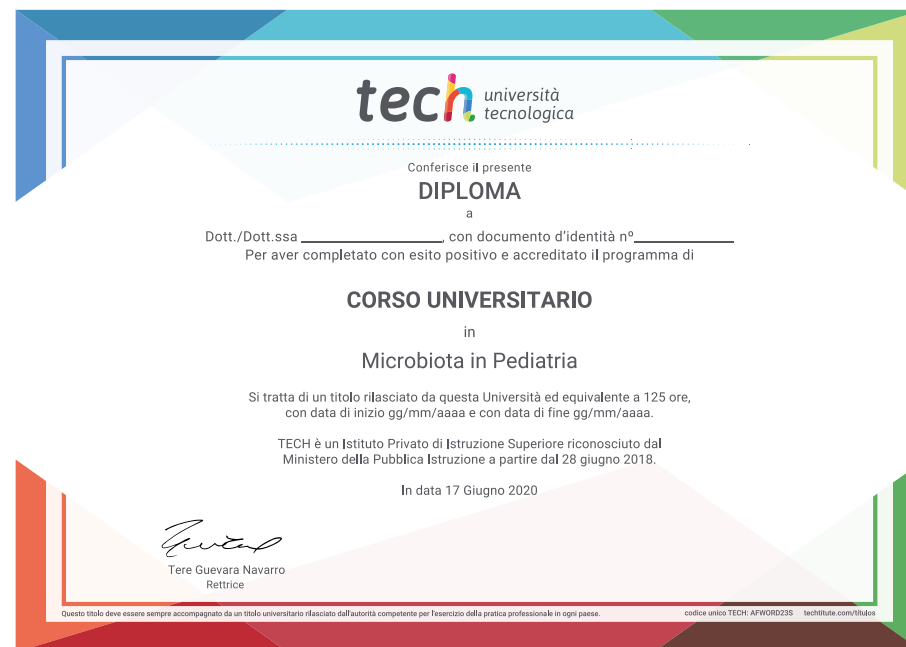 tech università
tecnologica
Conferisce il presente
DIPLOMA
a
Dott./Dott.ssa ________________, con documento d'identità nº____________
Per aver completato con esito positivo e accreditato il programma di
CORSO UNIVERSITARIO
in
Microbiota in Pediatria
Si tratta di un titolo rilasciato da questa Università ed equivalente a 125 ore,
con data di inizio gg/mm/aaaa e con data di fine gg/mm/aaaa.
TECH è un Istituto Privato di Istruzione Superiore riconosciuto dal
Ministero della Pubblica Istruzione a partire dal 28 giugno 2018.
In data 17 Giugno 2020
Tere Guevara Navarro
Rettrice
Questo titolo deve essere sempre accompagnato da un titolo universitario rilasciato dall'autorità competente per l'esercizio della pratica professionale in ogni paese. codice unico TECH: AFWORD23S techtitute.com/titulos